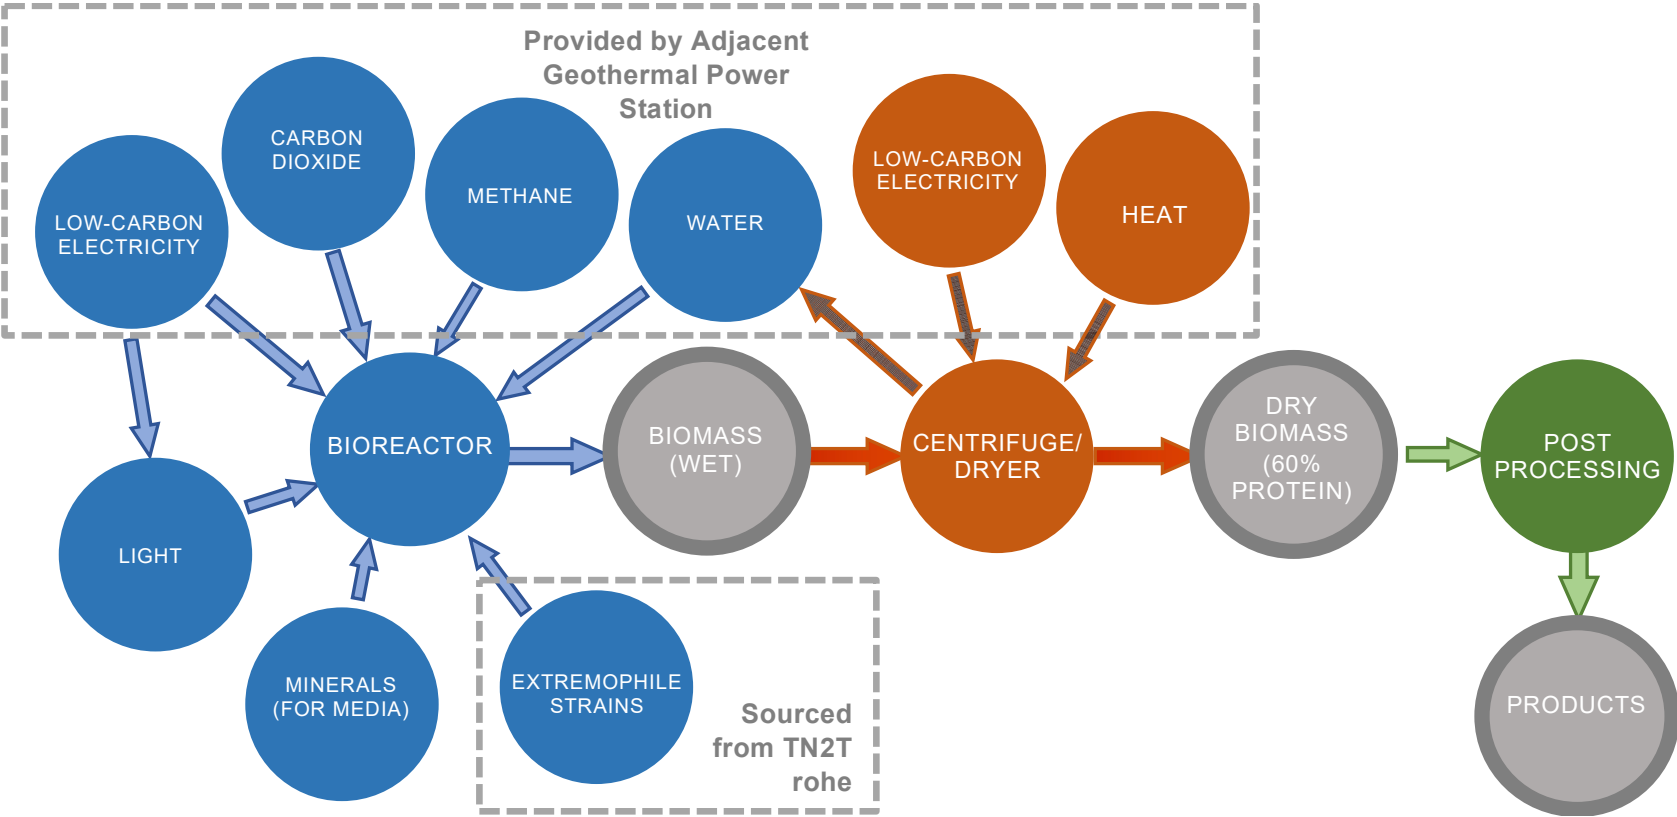 Provided by Adjacent
Geothermal Power
Station
LOW-CARBON
ELECTRICITY
CARBON
DIOXIDE
METHANE
WATER
LOW-CARBON
ELECTRICITY
HEAT
BIOREACTOR
BIOMASS
(WET)
CENTRIFUGE/
DRYER
DRY
BIOMASS
(60%
PROTEIN)
POST
PROCESSING
LIGHT
MINERALS
(FOR MEDIA)
EXTREMOPHILE
STRAINS
Sourced
from TN2T
rohe
PRODUCTS